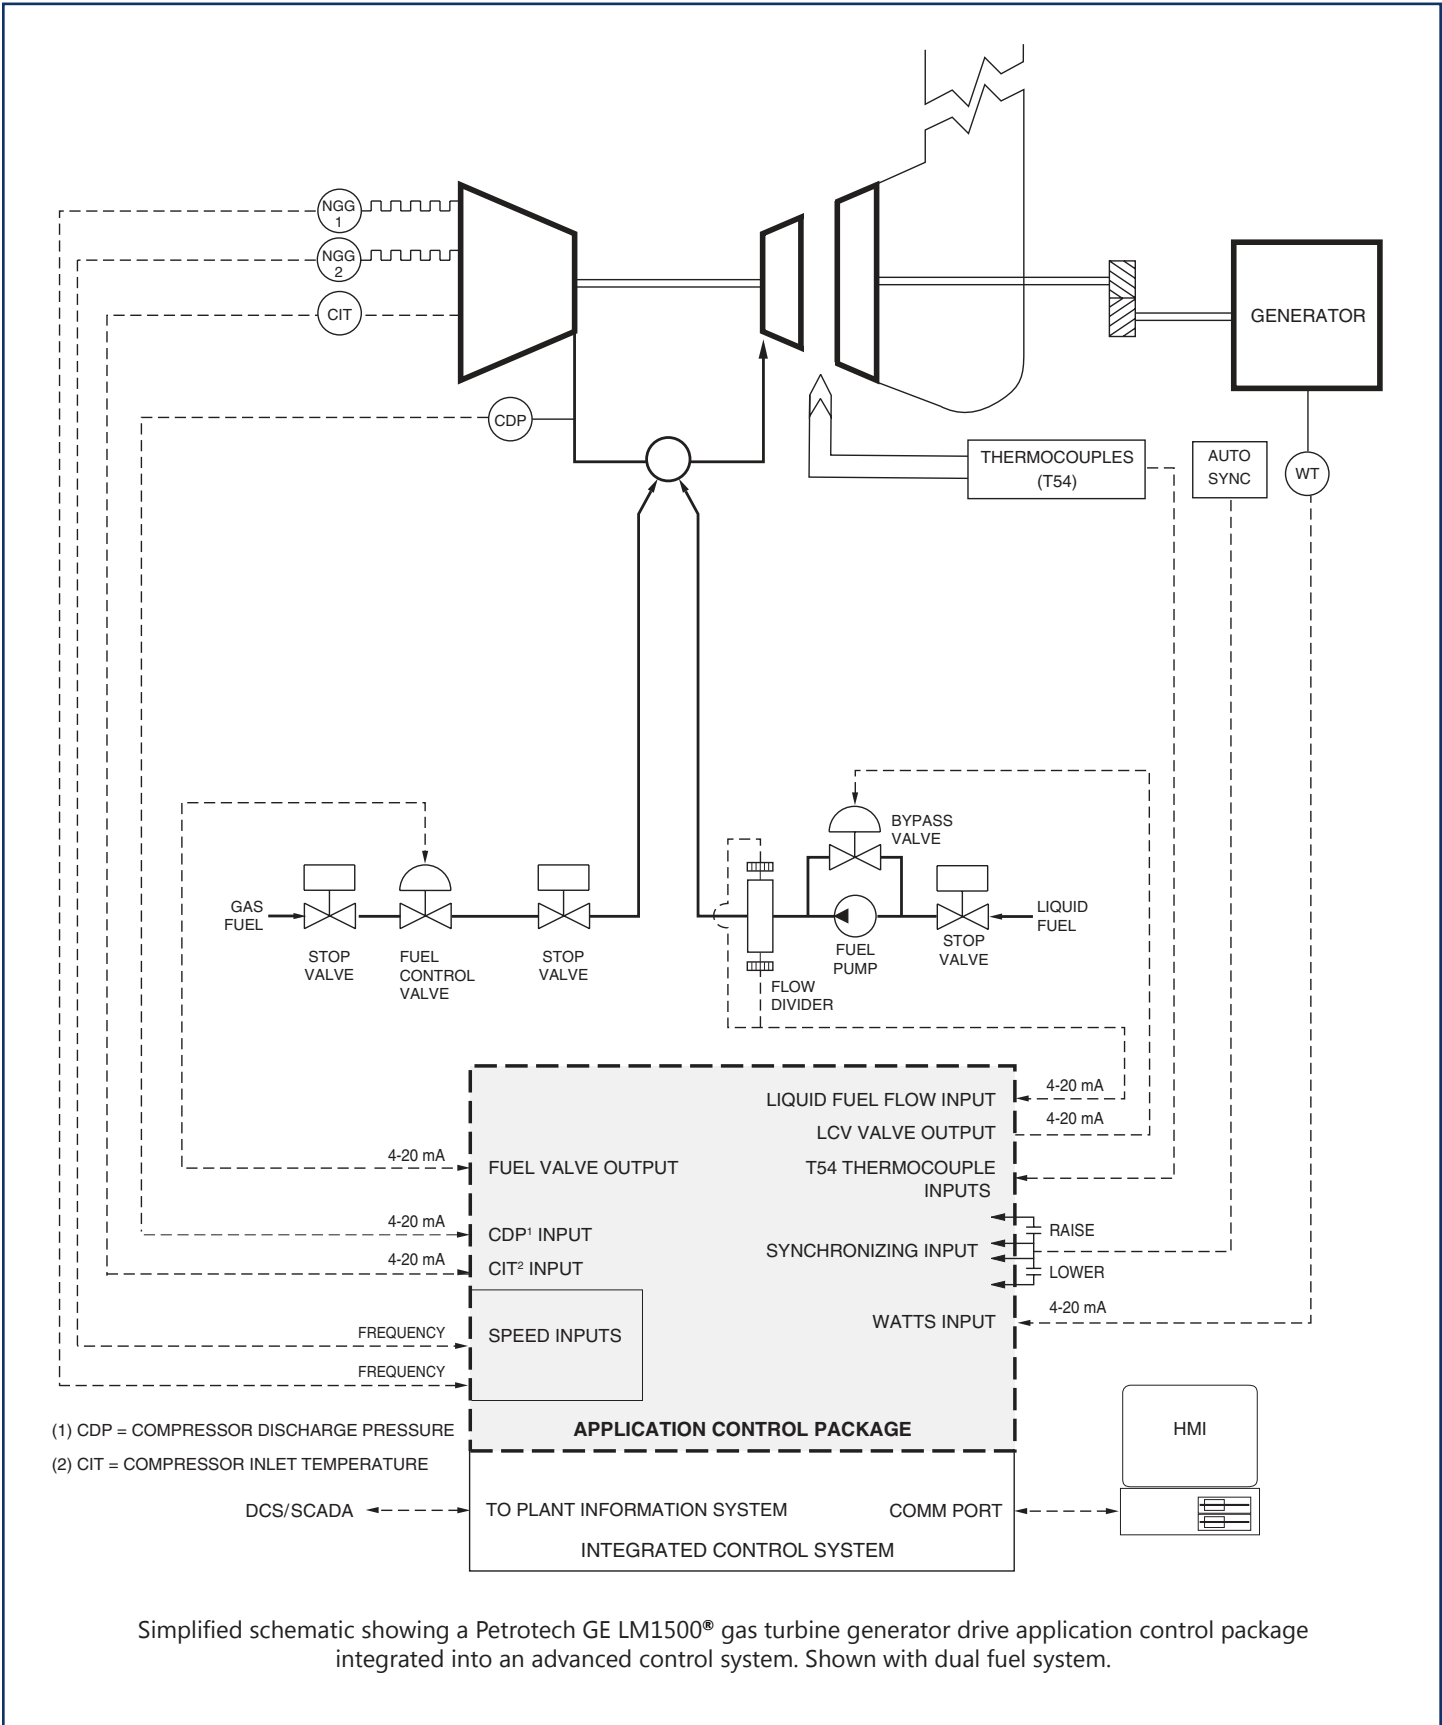 NGG
1
NGG
2
CIT
GENERATOR
CDP
THERMOCOUPLES
(T54)
AUTO
SYNC
WT
BYPASS
VALVE
GAS
FUEL
LIQUID
FUEL
STOP
VALVE
FUEL
CONTROL
VALVE
STOP
VALVE
FUEL
PUMP
STOP
VALVE
FLOW
DIVIDER
LIQUID FUEL FLOW INPUT
4-20 mA
LCV VALVE OUTPUT
4-20 mA
4-20 mA
FUEL VALVE OUTPUT
T54 THERMOCOUPLE
INPUTS
4-20 mA
CDP¹ INPUT
RAISE
SYNCHRONIZING INPUT
4-20 mA
CIT² INPUT
LOWER
4-20 mA
WATTS INPUT
FREQUENCY
SPEED INPUTS
FREQUENCY
(1) CDP = COMPRESSOR DISCHARGE PRESSURE
APPLICATION CONTROL PACKAGE
HMI
(2) CIT = COMPRESSOR INLET TEMPERATURE
DCS/SCADA
TO PLANT INFORMATION SYSTEM
COMM PORT
INTEGRATED CONTROL SYSTEM
Simplified schematic showing a Petrotech GE LM1500® gas turbine generator drive application control package
integrated into an advanced control system. Shown with dual fuel system.